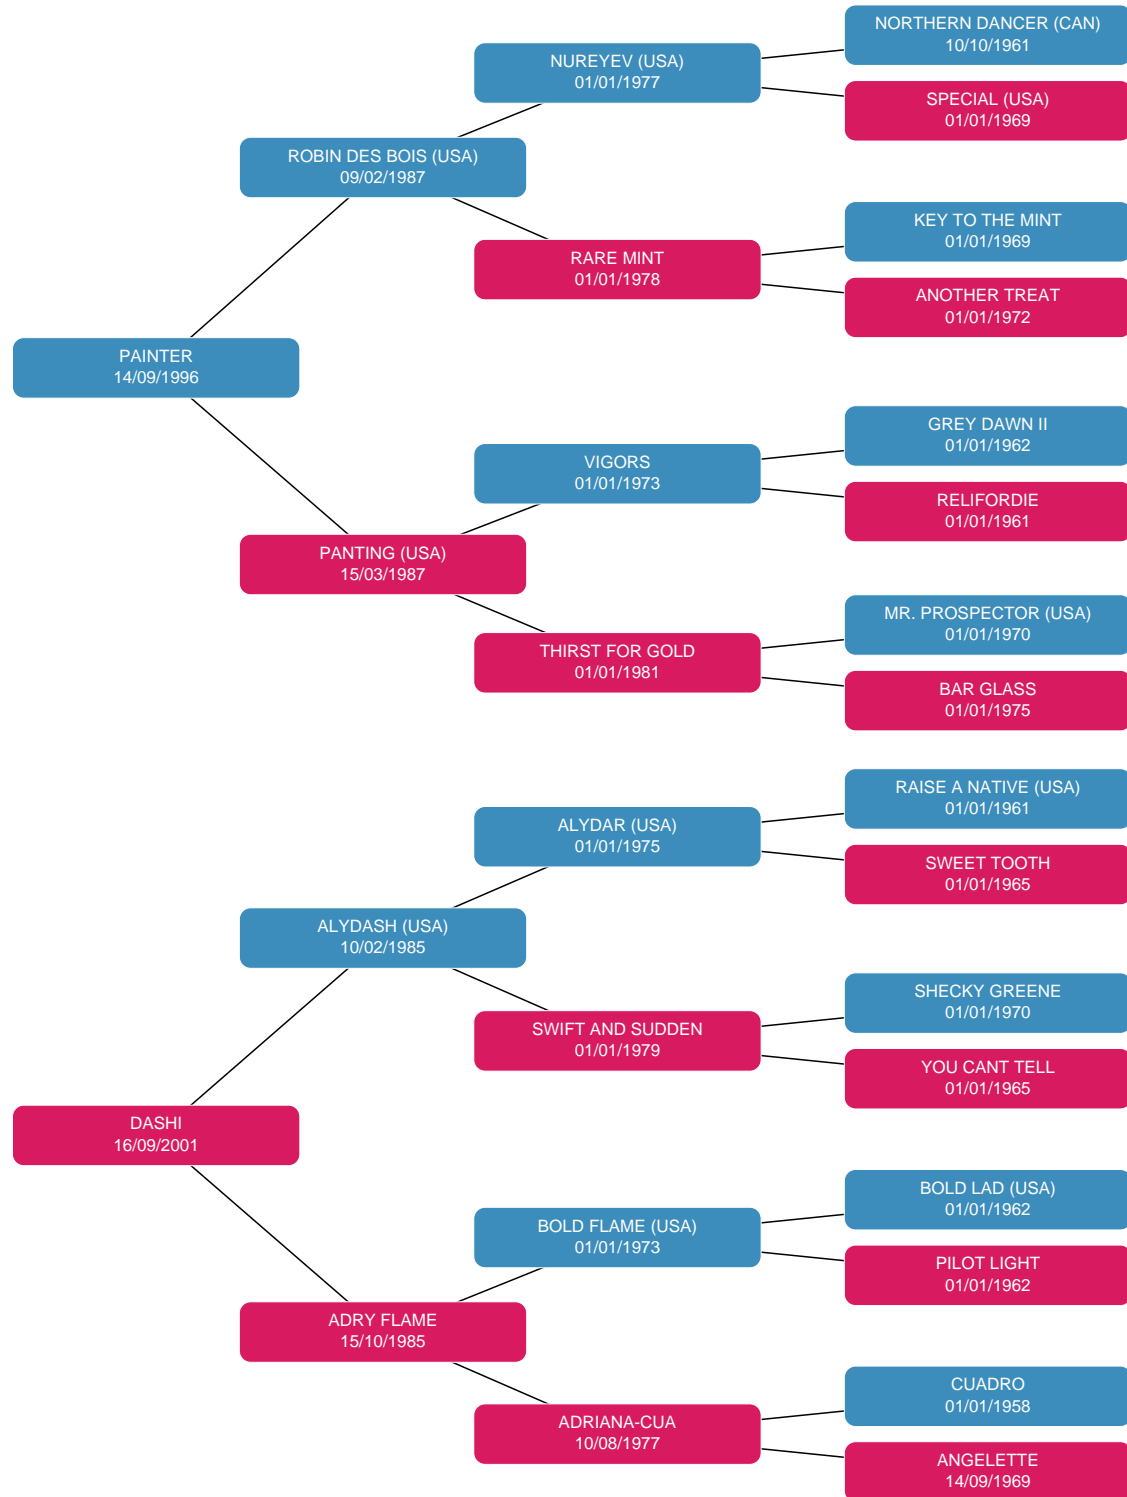 NORTHERN DANCER (CAN)
10/10/1961
NUREYEV (USA)
01/01/1977
SPECIAL (USA)
01/01/1969
ROBIN DES BOIS (USA)
09/02/1987
KEY TO THE MINT
01/01/1969
RARE MINT
01/01/1978
ANOTHER TREAT
01/01/1972
PAINTER
14/09/1996
GREY DAWN II
01/01/1962
VIGORS
01/01/1973
RELIFORDIE
01/01/1961
PANTING (USA)
15/03/1987
MR. PROSPECTOR (USA)
01/01/1970
THIRST FOR GOLD
01/01/1981
BAR GLASS
01/01/1975
RAISE A NATIVE (USA)
01/01/1961
ALYDAR (USA)
01/01/1975
SWEET TOOTH
01/01/1965
ALYDASH (USA)
10/02/1985
SHECKY GREENE
01/01/1970
SWIFT AND SUDDEN
01/01/1979
YOU CANT TELL
01/01/1965
DASHI
16/09/2001
BOLD LAD (USA)
01/01/1962
BOLD FLAME (USA)
01/01/1973
PILOT LIGHT
01/01/1962
ADRY FLAME
15/10/1985
CUADRO
01/01/1958
ADRIANA-CUA
10/08/1977
ANGELETTE
14/09/1969